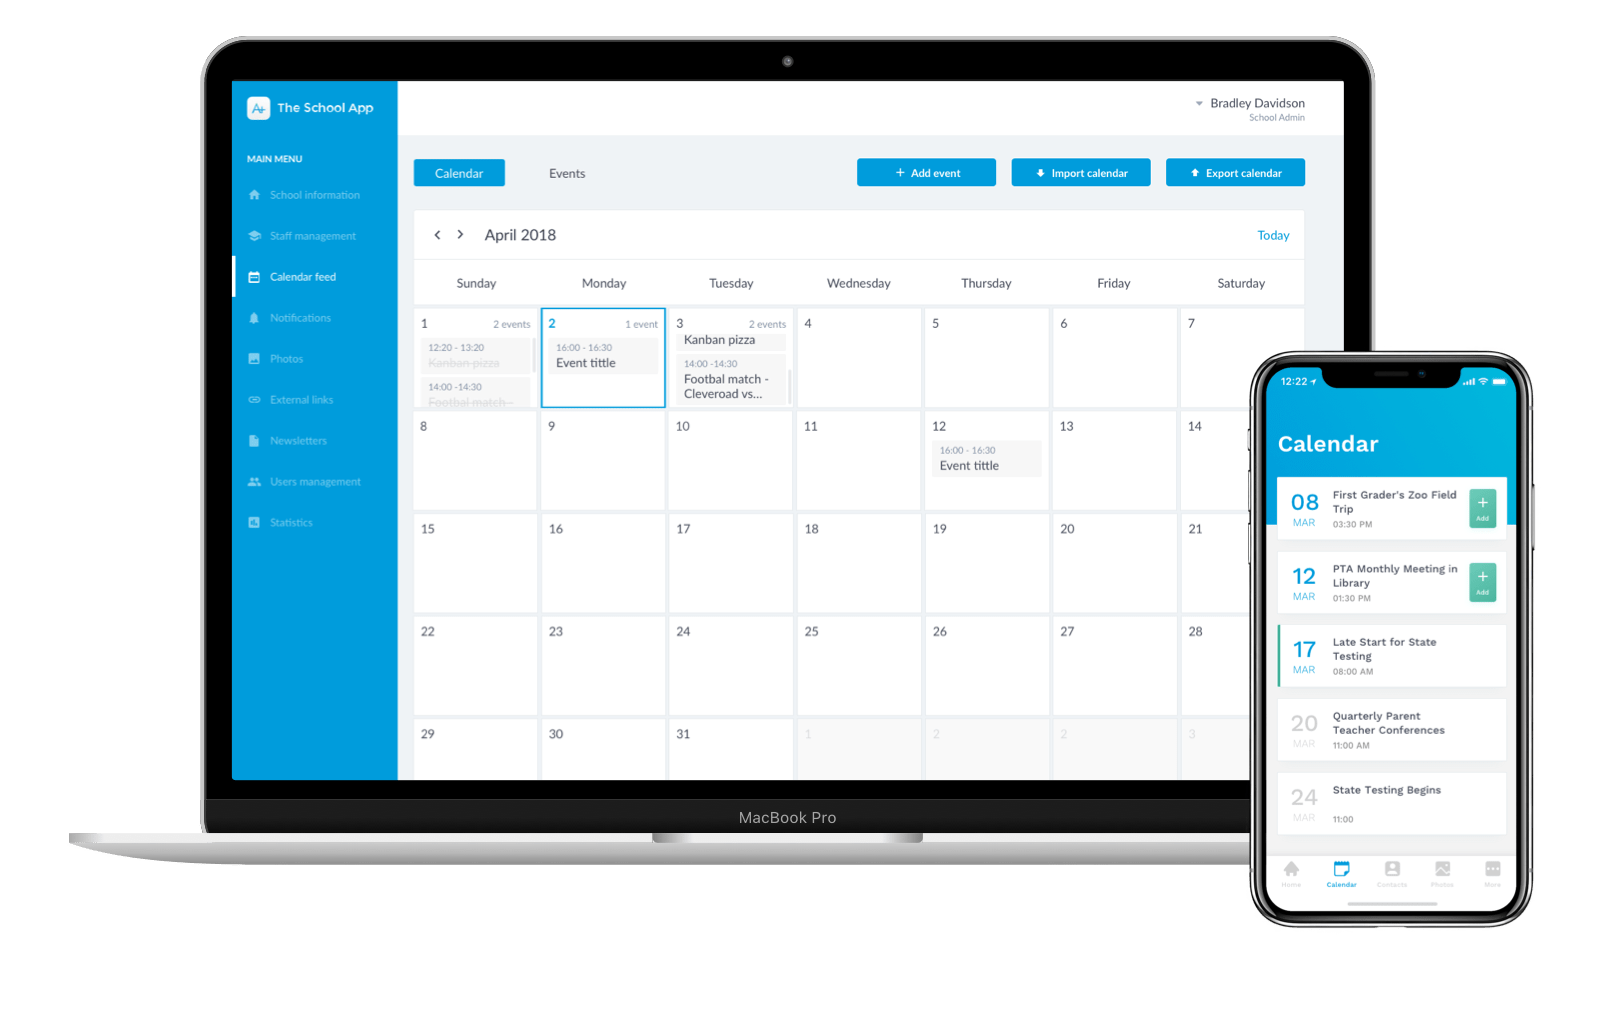 The School App
Bradley Davidson
School Admin
MAIN MENU
School information
Staff management
Calendar feed
Notifications
Photos
External links
Newsletters
Users management
Statistics
Calendar
Events
+ Add event
Import calendar
Export calendar
< > April 2018
Today
Sunday Monday Tuesday Wednesday Thursday Friday Saturday
1 2 events
12:20 - 13:20
Kanban pizza
14:00 -14:30
Footbal match -
2 1 event
16:00 - 16:30
Event tittle
3 2 events
Kanban pizza
14:00 -14:30
Footbal match -
Cleveroad vs...
4 5 6 7
8 9 10 11 12 13 14
16:00 - 16:30
Event tittle
15 16 17 18 19 20 21
22 23 24 25 26 27 28
29 30 31 1 2 2 3
MacBook Pro
12:22
Calendar
08
MAR
First Grader's Zoo Field
Trip
03:30 PM
+
Add
12
MAR
PTA Monthly Meeting in
Library
01:30 PM
+
Add
17
MAR
Late Start for State
Testing
08:00 AM
20
MAR
Quarterly Parent
Teacher Conferences
11:00 AM
24
MAR
State Testing Begins
11:00
Home Calendar Contacts Photos More